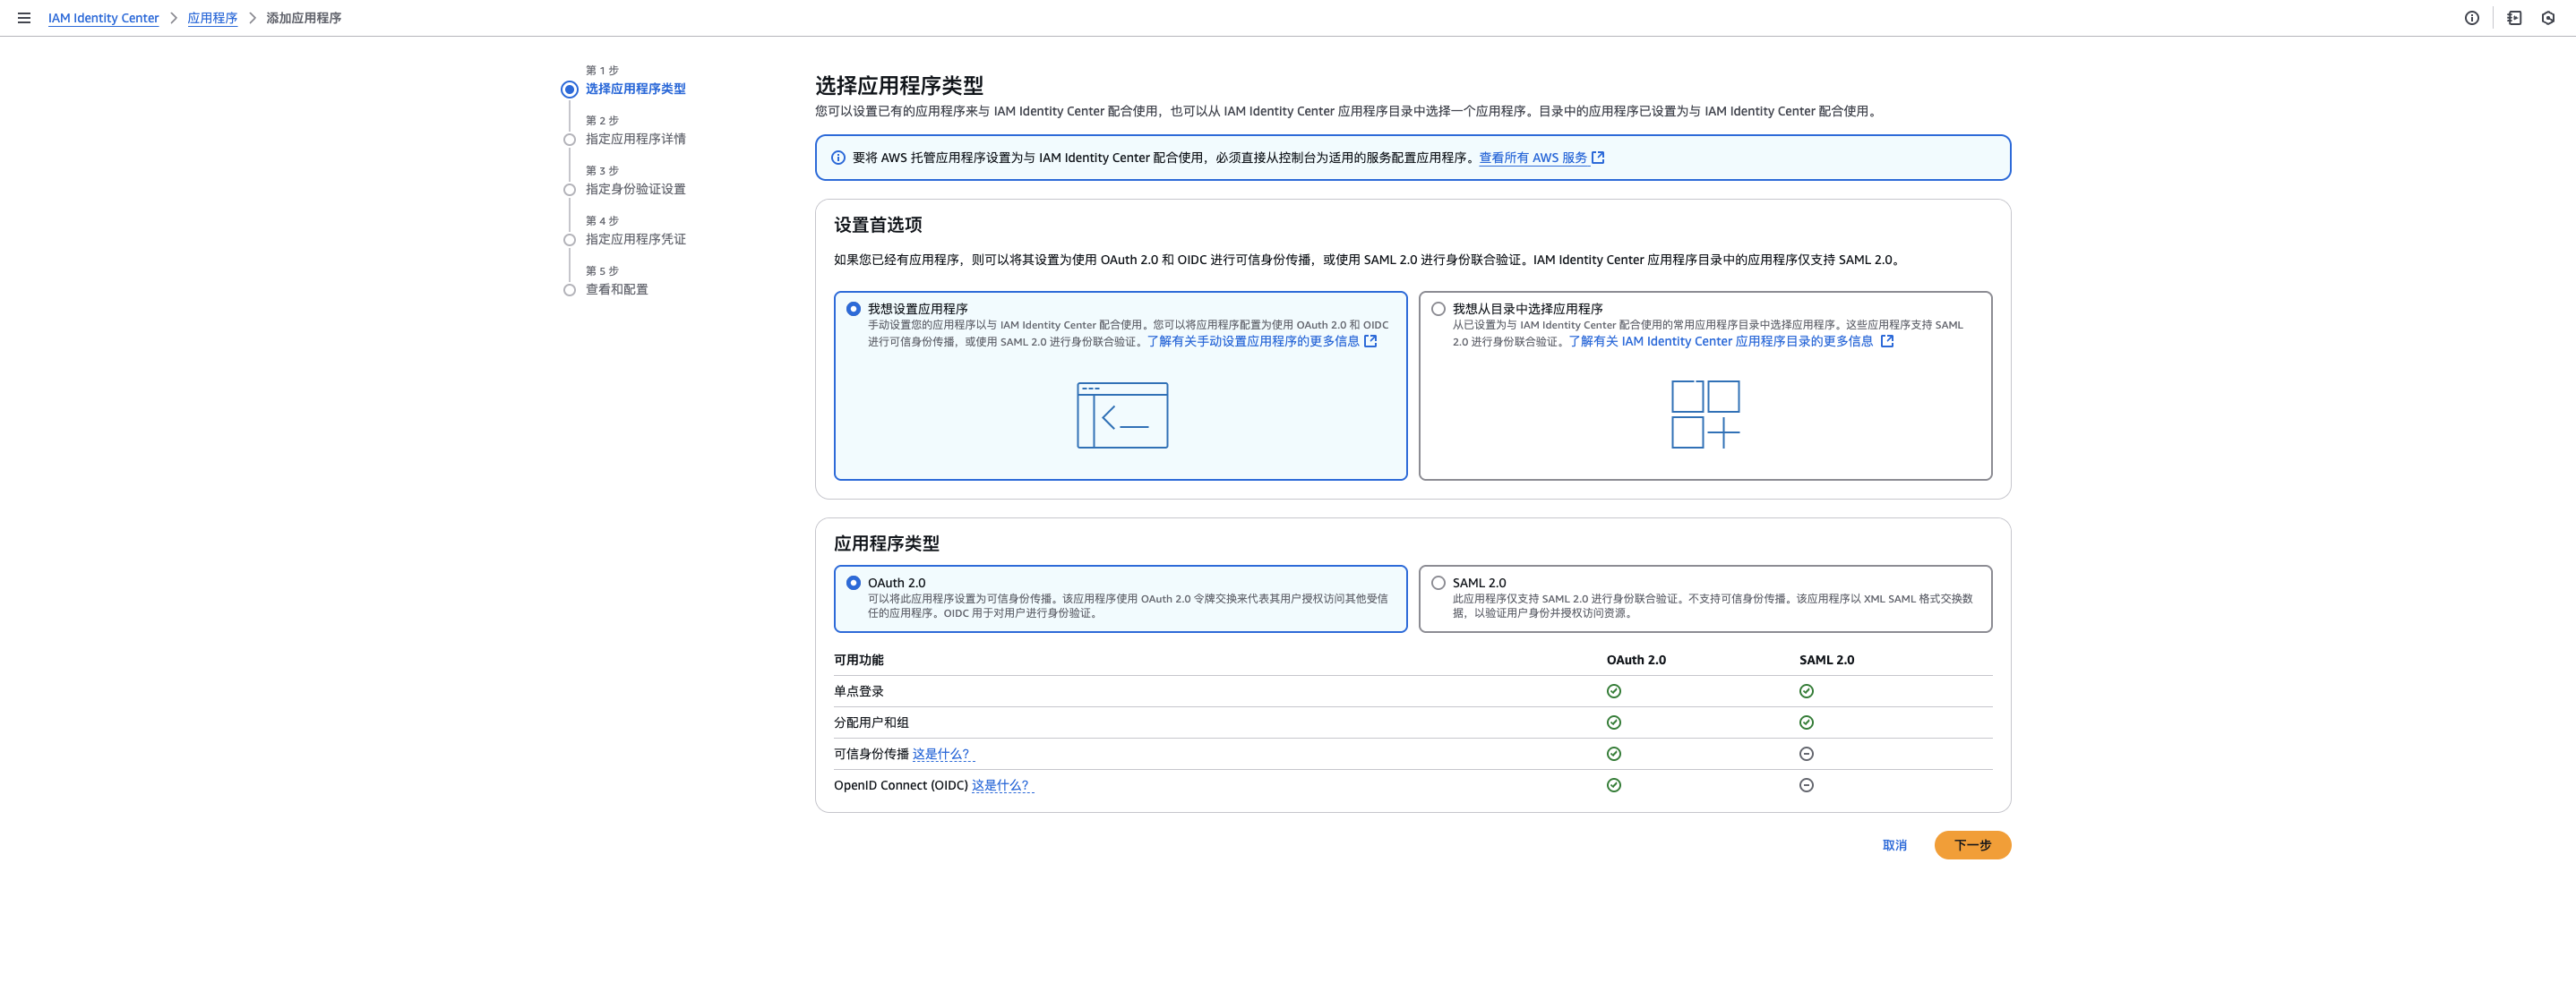 IAM Identity Center > 应用程序 > 添加应用程序
第 1 步
选择应用程序类型
第 2 步
指定应用程序详情
第 3 步
指定身份验证设置
第 4 步
指定应用程序凭证
第 5 步
查看和配置
选择应用程序类型
您可以设置已有的应用程序来与 IAM Identity Center 配合使用，也可以从 IAM Identity Center 应用程序目录中选择一个应用程序。目录中的应用程序已设置为与 IAM Identity Center 配合使用。
要将 AWS 托管应用程序设置为与 IAM Identity Center 配合使用，必须直接从控制台为适用的服务配置应用程序。查看所有 AWS 服务
设置首选项
如果您已经有应用程序，则可以将其设置为使用 OAuth 2.0 和 OIDC 进行可信身份传播，或使用 SAML 2.0 进行身份联合验证。IAM Identity Center 应用程序目录中的应用程序仅支持 SAML 2.0。
我想设置应用程序
手动设置您的应用程序以与 IAM Identity Center 配合使用。您可以将应用程序配置为使用 OAuth 2.0 和 OIDC
进行可信身份传播，或使用 SAML 2.0 进行身份联合验证。了解有关手动设置应用程序的更多信息
我想从目录中选择应用程序
从已设置为与 IAM Identity Center 配合使用的常用应用程序目录中选择应用程序。这些应用程序支持 SAML
2.0 进行身份联合验证。了解有关 IAM Identity Center 应用程序目录的更多信息
应用程序类型
OAuth 2.0
可以将此应用程序设置为可信身份传播。该应用程序使用 OAuth 2.0 令牌交换来代表其用户授权访问其他受信
任的应用程序。OIDC 用于对用户进行身份验证。
SAML 2.0
此应用程序仅支持 SAML 2.0 进行身份联合验证。不支持可信身份传播。该应用程序以 XML SAML 格式交换数
据，以验证用户身份并授权访问资源。
可用功能 OAuth 2.0 SAML 2.0
单点登录
分配用户和组
可信身份传播 这是什么？
OpenID Connect (OIDC) 这是什么？
取消 下一步